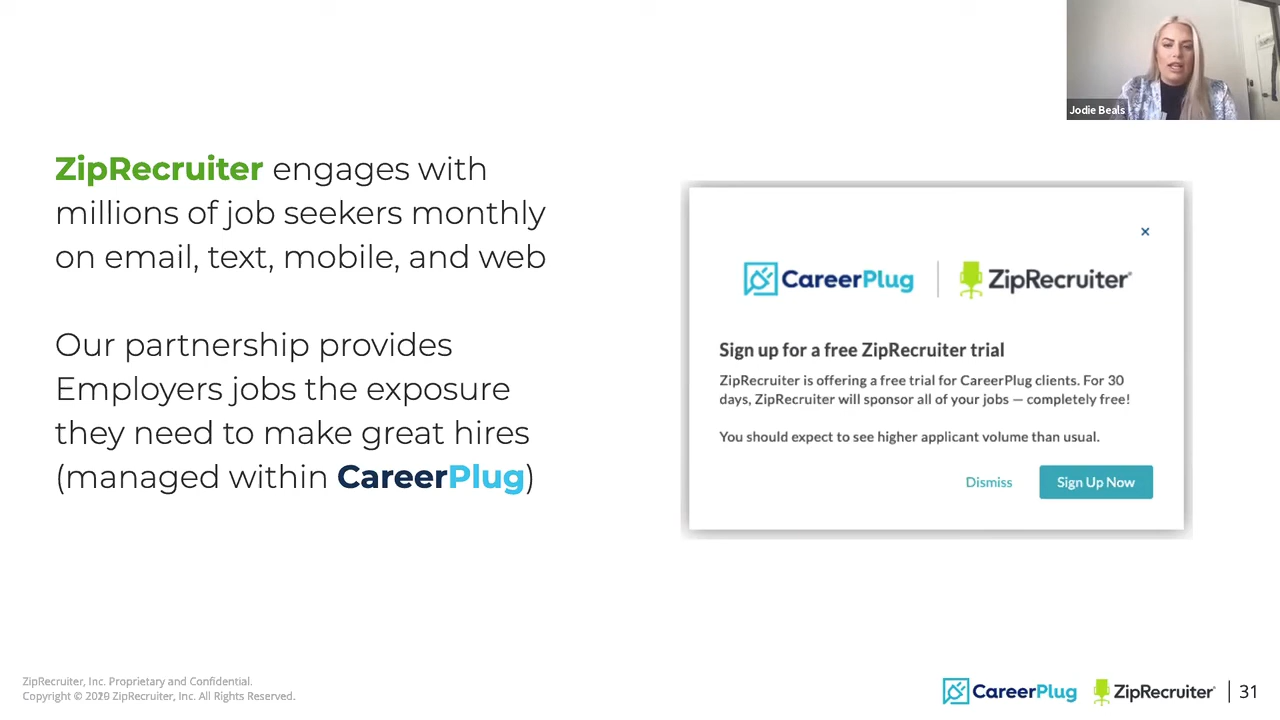 Jodie Beals
ZipRecruiter engages with
millions of job seekers monthly
on email, text, mobile, and web
Our partnership provides
Employers jobs the exposure
they need to make great hires
(managed within CareerPlug)
×
CareerPlug | ZipRecruiter®
Sign up for a free ZipRecruiter trial
ZipRecruiter is offering a free trial for CareerPlug clients. For 30
days, ZipRecruiter will sponsor all of your jobs — completely free!
You should expect to see higher applicant volume than usual.
Dismiss
Sign Up Now
ZipRecruiter, Inc. Proprietary and Confidential.
Copyright © ZipRecruiter, Inc. All Rights Reserved.
CareerPlug ZipRecruiter® | 31